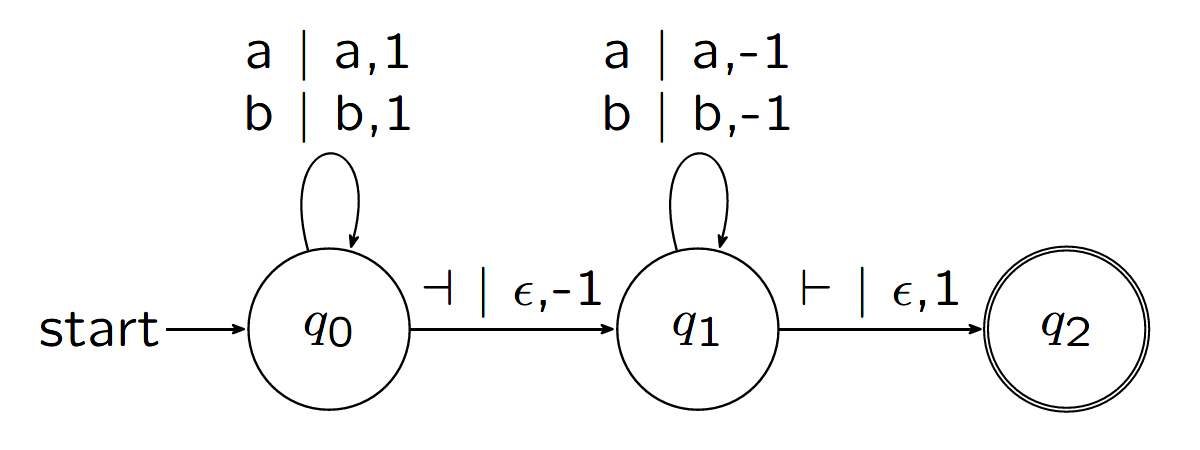 a | a,1
b | b,1
a | a,-1
b | b,-1
start
q0
⊣ | ϵ,-1
q1
⊢ | ϵ,1
q2